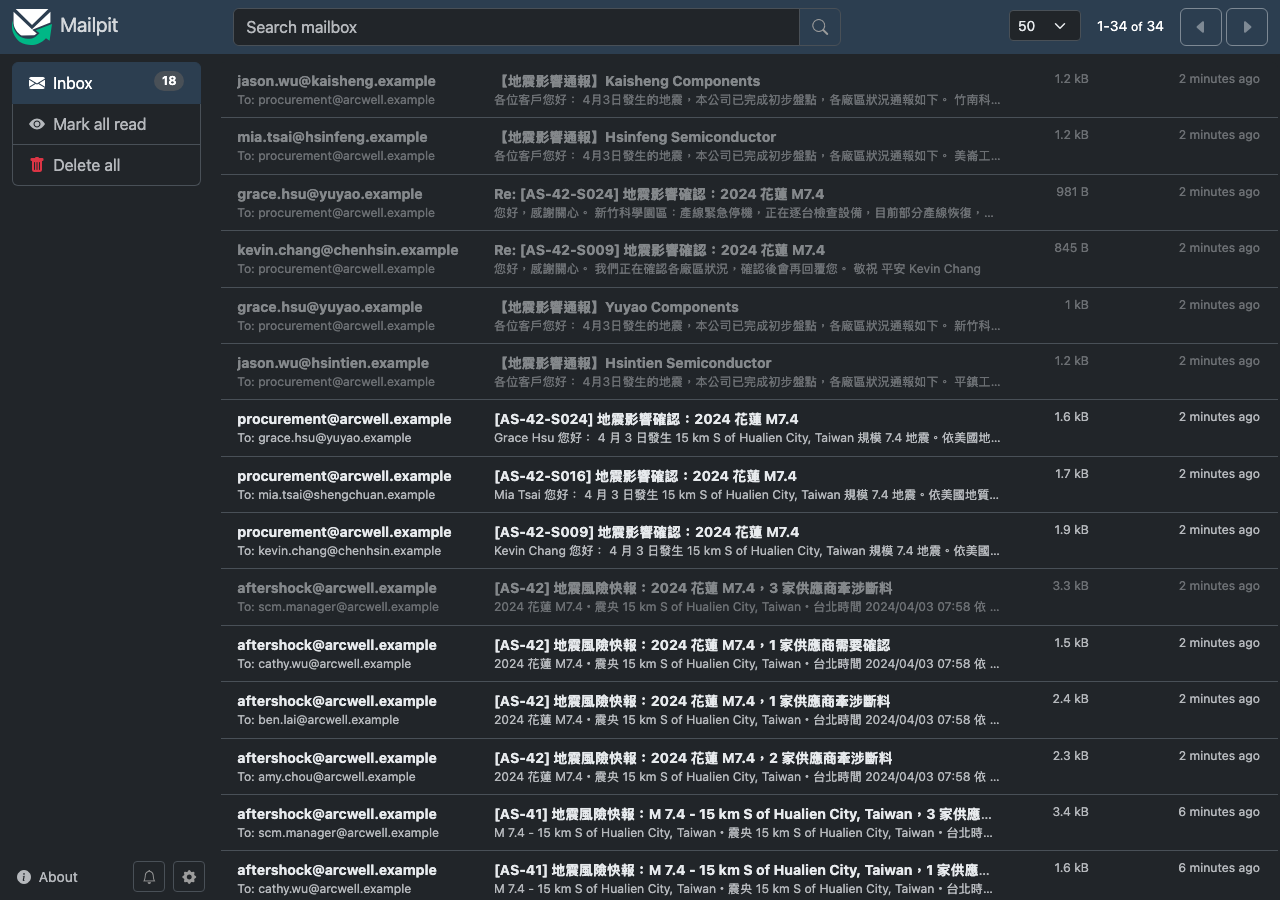 Mailpit
Search mailbox
50
1-34 of 34
Inbox 18
Mark all read
Delete all
jason.wu@kaisheng.example 【地震影響通報】Kaisheng Components 1.2 kB 2 minutes ago
To: procurement@arcwell.example 各位客戶您好： 4月3日發生的地震，本公司已完成初步盤點，各廠區狀況通報如下。 竹南科…
mia.tsai@hsinfeng.example 【地震影響通報】Hsinfeng Semiconductor 1.2 kB 2 minutes ago
To: procurement@arcwell.example 各位客戶您好： 4月3日發生的地震，本公司已完成初步盤點，各廠區狀況通報如下。 美崙工…
grace.hsu@yuyao.example Re: [AS-42-S024] 地震影響確認：2024 花蓮 M7.4 981 B 2 minutes ago
To: procurement@arcwell.example 您好，感謝關心。 新竹科學園區：產線緊急停機，正在逐台檢查設備，目前部分產線恢復，…
kevin.chang@chenhsin.example Re: [AS-42-S009] 地震影響確認：2024 花蓮 M7.4 845 B 2 minutes ago
To: procurement@arcwell.example 您好，感謝關心。 我們正在確認各廠區狀況，確認後會再回覆您。 敬祝 平安 Kevin Chang
grace.hsu@yuyao.example 【地震影響通報】Yuyao Components 1 kB 2 minutes ago
To: procurement@arcwell.example 各位客戶您好： 4月3日發生的地震，本公司已完成初步盤點，各廠區狀況通報如下。 新竹科…
jason.wu@hsintien.example 【地震影響通報】Hsintien Semiconductor 1.2 kB 2 minutes ago
To: procurement@arcwell.example 各位客戶您好： 4月3日發生的地震，本公司已完成初步盤點，各廠區狀況通報如下。 平鎮工…
procurement@arcwell.example [AS-42-S024] 地震影響確認：2024 花蓮 M7.4 1.6 kB 2 minutes ago
To: grace.hsu@yuyao.example Grace Hsu 您好： 4 月 3 日發生 15 km S of Hualien City, Taiwan 規模 7.4 地震。依美國地…
procurement@arcwell.example [AS-42-S016] 地震影響確認：2024 花蓮 M7.4 1.7 kB 2 minutes ago
To: mia.tsai@shengchuan.example Mia Tsai 您好： 4 月 3 日發生 15 km S of Hualien City, Taiwan 規模 7.4 地震。依美國地質…
procurement@arcwell.example [AS-42-S009] 地震影響確認：2024 花蓮 M7.4 1.9 kB 2 minutes ago
To: kevin.chang@chenhsin.example Kevin Chang 您好： 4 月 3 日發生 15 km S of Hualien City, Taiwan 規模 7.4 地震。依美國…
aftershock@arcwell.example [AS-42] 地震風險快報：2024 花蓮 M7.4，3 家供應商牽涉斷料 3.3 kB 2 minutes ago
To: scm.manager@arcwell.example 2024 花蓮 M7.4・震央 15 km S of Hualien City, Taiwan・台北時間 2024/04/03 07:58 依 …
aftershock@arcwell.example [AS-42] 地震風險快報：2024 花蓮 M7.4，1 家供應商需要確認 1.5 kB 2 minutes ago
To: cathy.wu@arcwell.example 2024 花蓮 M7.4・震央 15 km S of Hualien City, Taiwan・台北時間 2024/04/03 07:58 依 …
aftershock@arcwell.example [AS-42] 地震風險快報：2024 花蓮 M7.4，1 家供應商牽涉斷料 2.4 kB 2 minutes ago
To: ben.lai@arcwell.example 2024 花蓮 M7.4・震央 15 km S of Hualien City, Taiwan・台北時間 2024/04/03 07:58 依 …
aftershock@arcwell.example [AS-42] 地震風險快報：2024 花蓮 M7.4，2 家供應商牽涉斷料 2.3 kB 2 minutes ago
To: amy.chou@arcwell.example 2024 花蓮 M7.4・震央 15 km S of Hualien City, Taiwan・台北時間 2024/04/03 07:58 依 …
aftershock@arcwell.example [AS-41] 地震風險快報：M 7.4 - 15 km S of Hualien City, Taiwan，3 家供應… 3.4 kB 6 minutes ago
To: scm.manager@arcwell.example M 7.4 - 15 km S of Hualien City, Taiwan・震央 15 km S of Hualien City, Taiwan・台北時…
aftershock@arcwell.example [AS-41] 地震風險快報：M 7.4 - 15 km S of Hualien City, Taiwan，1 家供應… 1.6 kB 6 minutes ago
To: cathy.wu@arcwell.example M 7.4 - 15 km S of Hualien City, Taiwan・震央 15 km S of Hualien City, Taiwan・台北時…
About